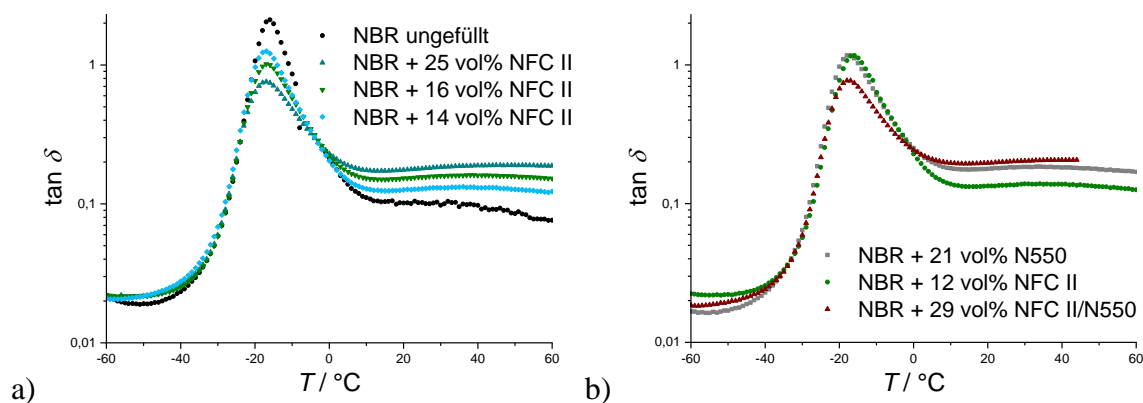 NBR ungefüllt
NBR + 25 vol% NFC II
NBR + 16 vol% NFC II
NBR + 14 vol% NFC II
1
0,1
0,01
tan δ
-60 -40 -20 0 20 40 60
T / °C
a)
NBR + 21 vol% N550
NBR + 12 vol% NFC II
NBR + 29 vol% NFC II/N550
1
0,1
0,01
tan δ
-60 -40 -20 0 20 40 60
T / °C
b)